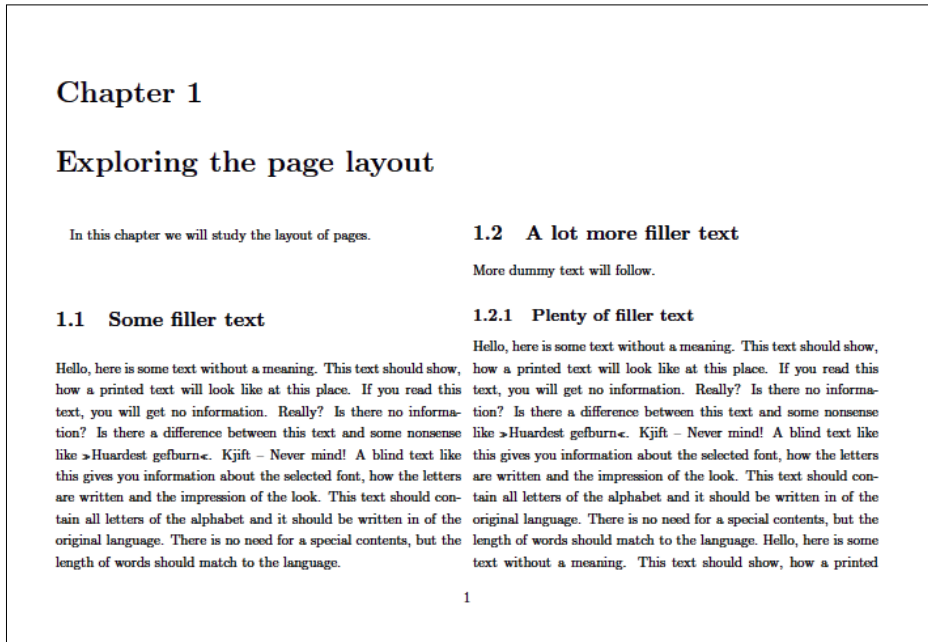 Chapter 1
Exploring the page layout
In this chapter we will study the layout of pages.
1.1 Some filler text
Hello, here is some text without a meaning. This text should show,
how a printed text will look like at this place. If you read this
text, you will get no information. Really? Is there no informa-
tion? Is there a difference between this text and some nonsense
like »Huardest gefburn«. Kjift – Never mind! A blind text like
this gives you information about the selected font, how the letters
are written and the impression of the look. This text should con-
tain all letters of the alphabet and it should be written in of the
original language. There is no need for a special contents, but the
length of words should match to the language.
1.2 A lot more filler text
More dummy text will follow.
1.2.1 Plenty of filler text
Hello, here is some text without a meaning. This text should show,
how a printed text will look like at this place. If you read this
text, you will get no information. Really? Is there no informa-
tion? Is there a difference between this text and some nonsense
like »Huardest gefburn«. Kjift – Never mind! A blind text like
this gives you information about the selected font, how the letters
are written and the impression of the look. This text should con-
tain all letters of the alphabet and it should be written in of the
original language. There is no need for a special contents, but the
length of words should match to the language. Hello, here is some
text without a meaning. This text should show, how a printed
1